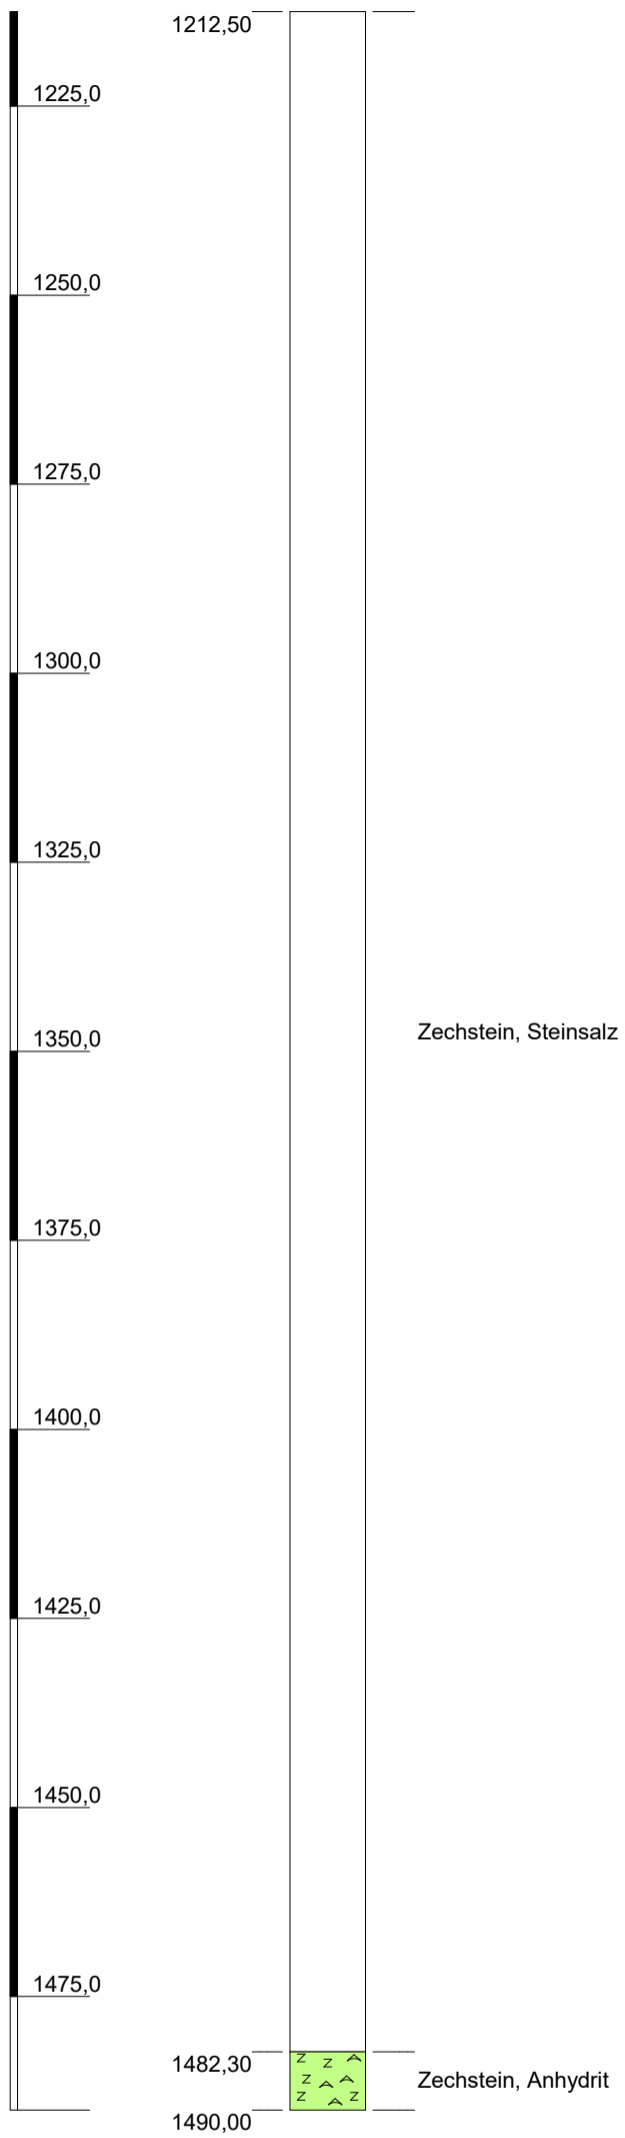 1212,50
1225,0
1250,0
1275,0
1300,0
1325,0
Zechstein, Steinsalz
1350,0
1375,0
1400,0
1425,0
1450,0
1475,0
1482,30
Z Z
Zechstein, Anhydrit
Z
Z Z
1490,00